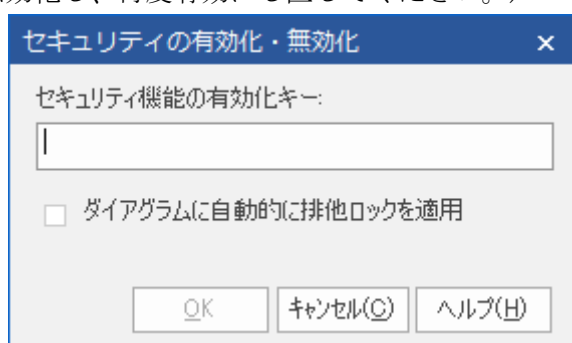 セキュリティの有効化・無効化 ×
セキュリティ機能の有効化キー:
ダイアグラムに自動的に排他ロックを適用
OK キャンセル(C) ヘルプ(H)